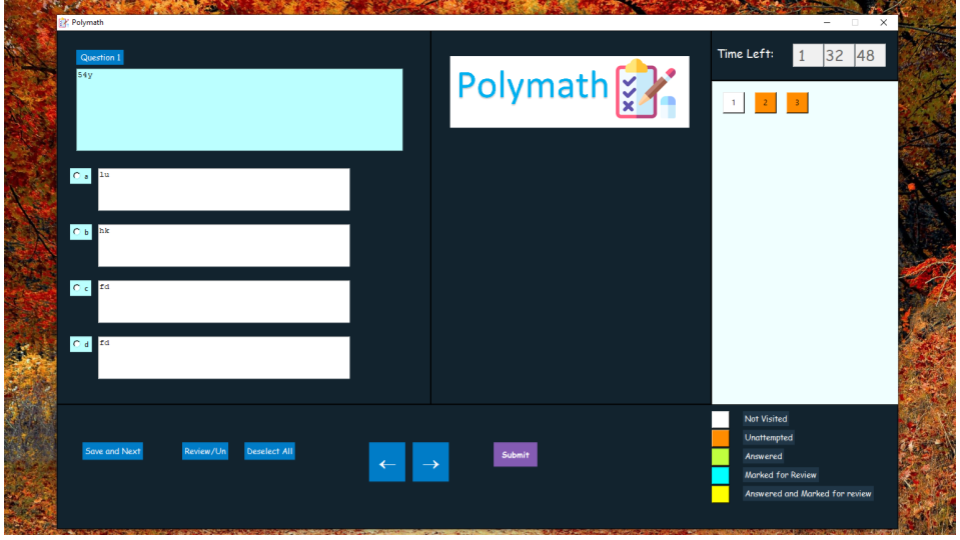 Polymath
Question 1
54y
a
lu
b
hk
c
fd
d
fd
Save and Next
Review/Un
Deselect All
←
→
Submit
Polymath
Time Left:
1 32 48
1 2 3
Not Visited
Unattempted
Answered
Marked for Review
Answered and Marked for review